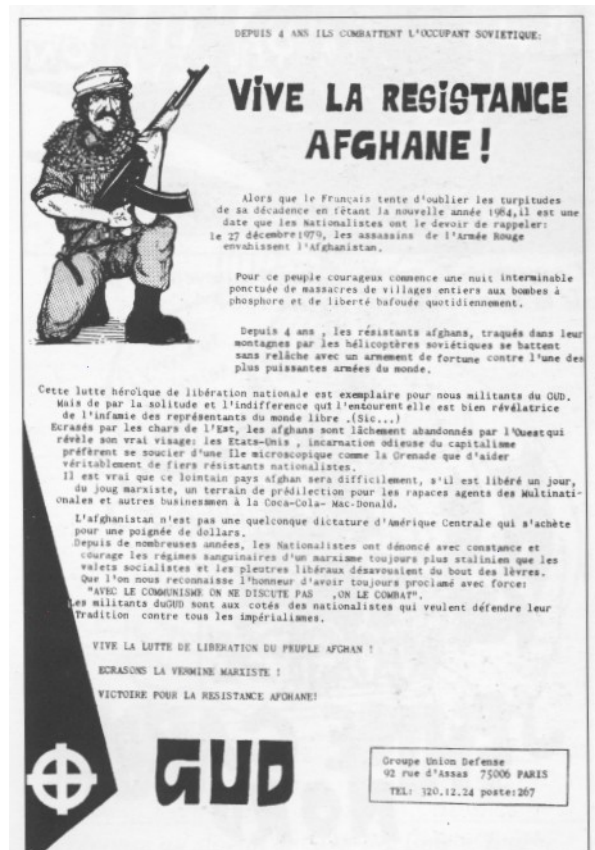 DEPUIS 4 ANS ILS COMBATTENT L'OCCUPANT SOVIETIQUE:
VIVE LA RESISTANCE
AFGHANE !
Alors que le Français tente d'oublier les turpitudes
de sa décadence en fêtant la nouvelle année 1984, il est une
date que les Nationalistes ont le devoir de rappeler:
le 27 décembre 1979, les assassins de l'Armée Rouge
envahissent l'Afghanistan.
Pour ce peuple courageux commence une nuit interminable
ponctuée de massacres de villages entiers aux bombes à
phosphore et de liberté bafouée quotidiennement.
Depuis 4 ans , les résistants afghans, traqués dans leur
montagnes par les hélicoptères soviétiques se battent
sans relâche avec un armement de fortune contre l'une des
plus puissantes armées du monde.
Cette lutte héroïque de libération nationale est exemplaire pour nous militants du GUD.
Mais de par la solitude et l'indifference qui l'entourent elle est bien révélatrice
de l'infamie des représentants du monde libre .(Sic...)
Ecrasés par les chars de l'Est, les afghans sont lâchement abandonnés par l'Ouest qui
révèle son vrai visage: les Etats-Unis , incarnation odieuse du capitalisme
préfèrent se soucier d'une île microscopique comme la Grenade que d'aider
véritablement de fiers résistants nationalistes.
Il est vrai que ce lointain pays afghan sera difficilement, s'il est libéré un jour,
du joug marxiste, un terrain de prédilection pour les rapaces agents des Multinati-
onales et autres businessmen à la Coca-Cola- Mac-Donald.
L'afghanistan n'est pas une quelconque dictature d'Amérique Centrale qui s'achète
pour une poignée de dollars.
Depuis de nombreuses années, les Nationalistes ont dénoncé avec constance et
courage les régimes sanguinaires d'un marxisme toujours plus stalinien que les
valets socialistes et les pleutres libéraux désavouaient du bout des lèvres.
Que l'on nous reconnaisse l'honneur d'avoir toujours proclamé avec force:
"AVEC LE COMMUNISME ON NE DISCUTE PAS ,ON LE COMBAT".
Les militants du GUD sont aux cotés des nationalistes qui veulent défendre leur
Tradition contre tous les impérialismes.
VIVE LA LUTTE DE LIBERATION DU PEUPLE AFGHAN !
ECRASONS LA VERMINE MARXISTE !
VICTOIRE POUR LA RESISTANCE AFGHANE!
GUD
Groupe Union Defense
92 rue d'Assas 75006 PARIS
TEL: 320.12.24 poste:267